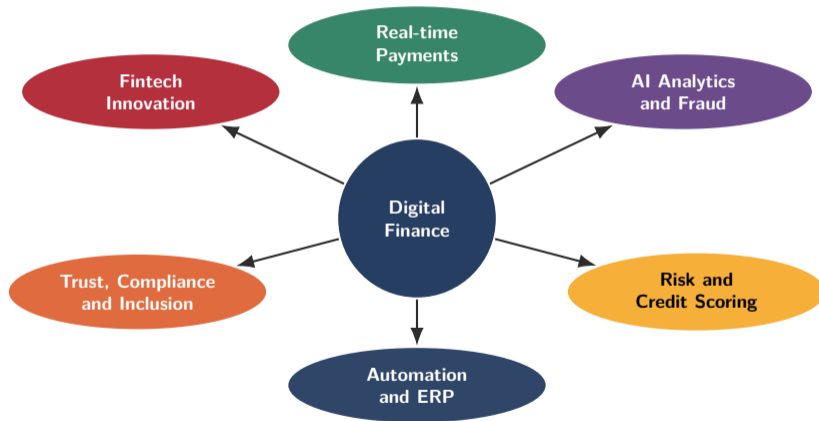 Real-time
Payments
Fintech
Innovation
AI Analytics
and Fraud
Digital
Finance
Trust, Compliance
and Inclusion
Risk and
Credit Scoring
Automation
and ERP